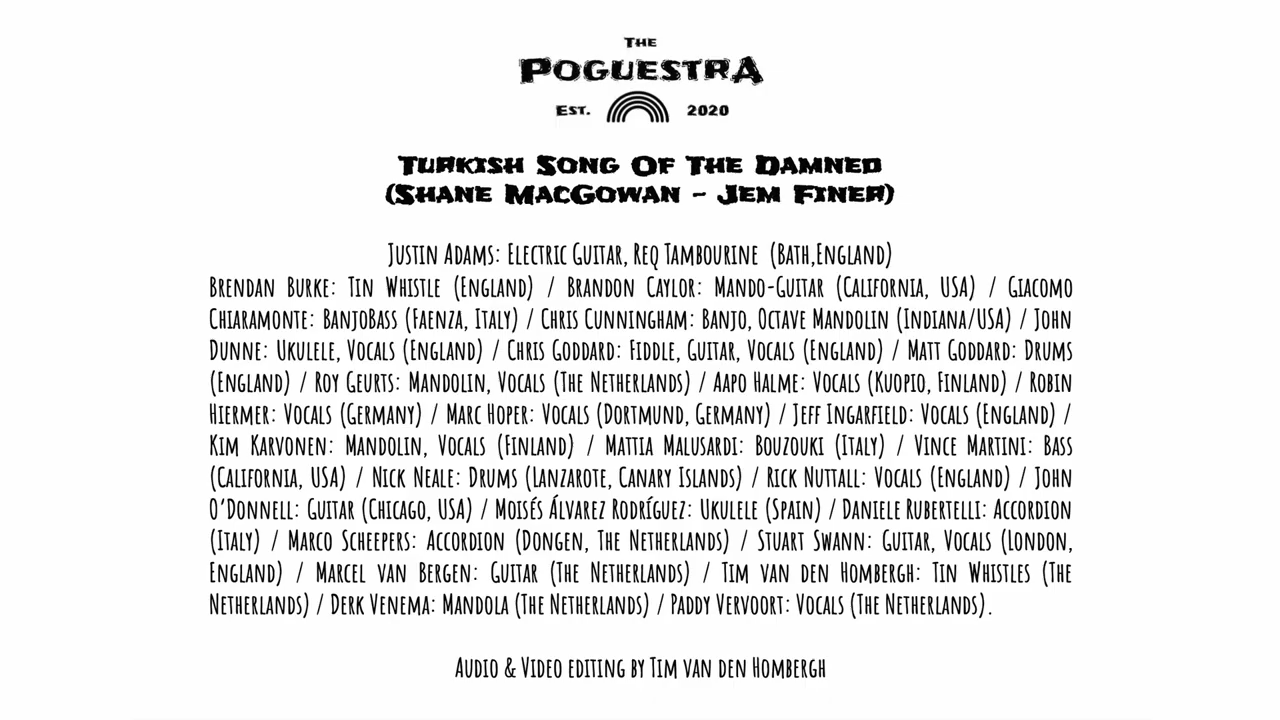 The
Poguestra
Est. 2020
Turkish Song Of The Damned
(Shane MacGowan - Jem Finer)
Justin Adams: Electric Guitar, Req Tambourine (Bath,England)
Brendan Burke: Tin Whistle (England) / Brandon Caylor: Mando-Guitar (California, USA) / Giacomo
Chiaramonte: BanjoBass (Faenza, Italy) / Chris Cunningham: Banjo, Octave Mandolin (Indiana/USA) / John
Dunne: Ukulele, Vocals (England) / Chris Goddard: Fiddle, Guitar, Vocals (England) / Matt Goddard: Drums
(England) / Roy Geurts: Mandolin, Vocals (The Netherlands) / Aapo Halme: Vocals (Kuopio, Finland) / Robin
Hiermer: Vocals (Germany) / Marc Hoper: Vocals (Dortmund, Germany) / Jeff Ingarfield: Vocals (England) /
Kim Karvonen: Mandolin, Vocals (Finland) / Mattia Malusardi: Bouzouki (Italy) / Vince Martini: Bass
(California, USA) / Nick Neale: Drums (Lanzarote, Canary Islands) / Rick Nuttall: Vocals (England) / John
O'Donnell: Guitar (Chicago, USA) / Moisés Álvarez Rodríguez: Ukulele (Spain) / Daniele Rubertelli: Accordion
(Italy) / Marco Scheepers: Accordion (Dongen, The Netherlands) / Stuart Swann: Guitar, Vocals (London,
England) / Marcel van Bergen: Guitar (The Netherlands) / Tim van den Hombergh: Tin Whistles (The
Netherlands) / Derk Venema: Mandola (The Netherlands) / Paddy Vervoort: Vocals (The Netherlands).
Audio & Video editing by Tim van den Hombergh